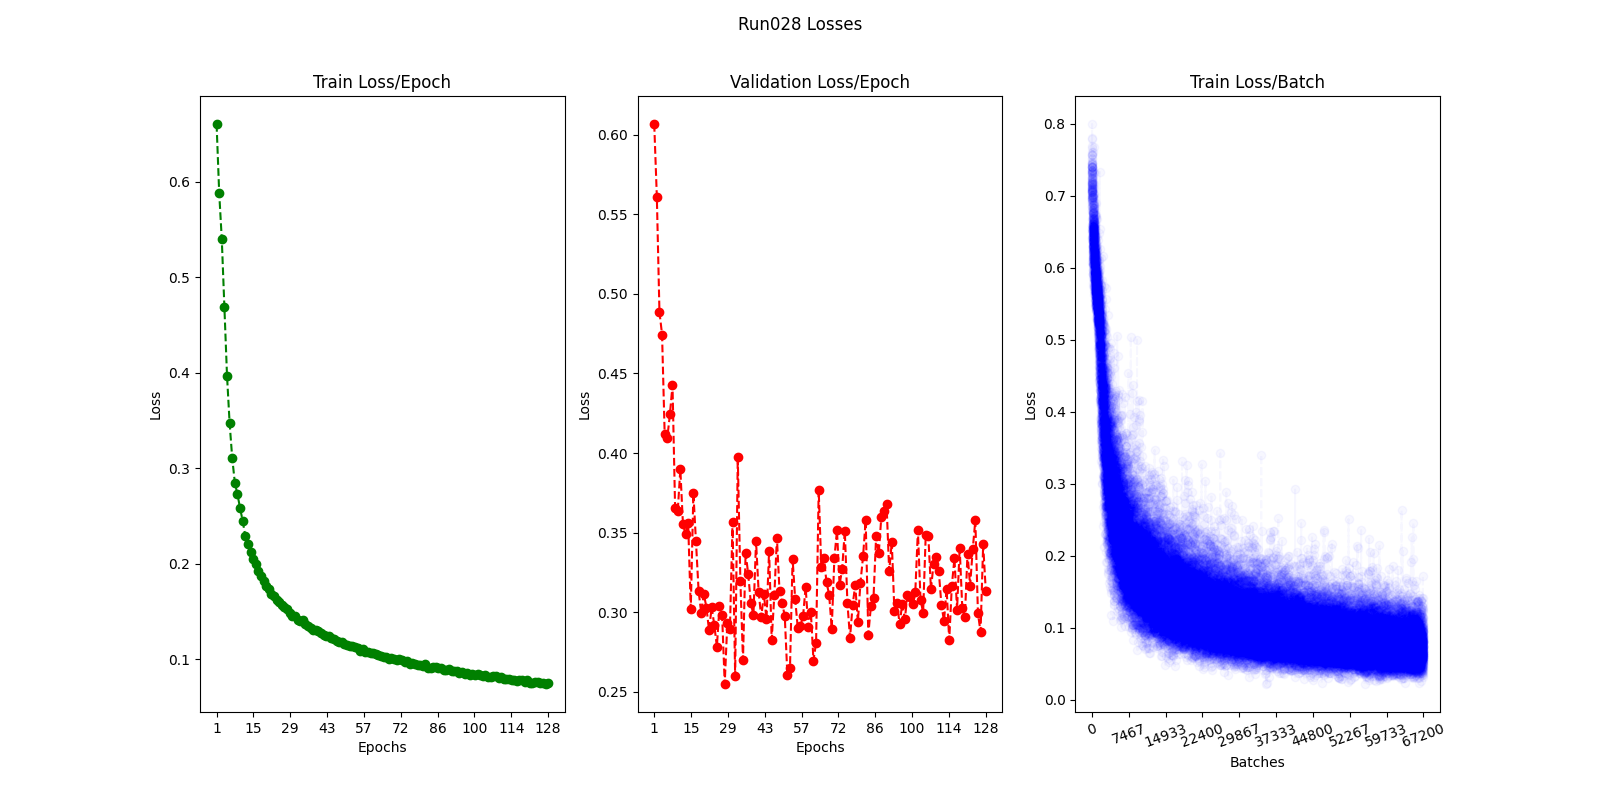 Run028 Losses
Train Loss/Epoch
Loss
0.6
0.5
0.4
0.3
0.2
0.1
1 15 29 43 57 72 86 100 114 128
Epochs
Validation Loss/Epoch
Loss
0.60
0.55
0.50
0.45
0.40
0.35
0.30
0.25
1 15 29 43 57 72 86 100 114 128
Epochs
Train Loss/Batch
Loss
0.8
0.7
0.6
0.5
0.4
0.3
0.2
0.1
0.0
0 7467 14933 22400 29867 37333 44800 52267 59733 67200
Batches